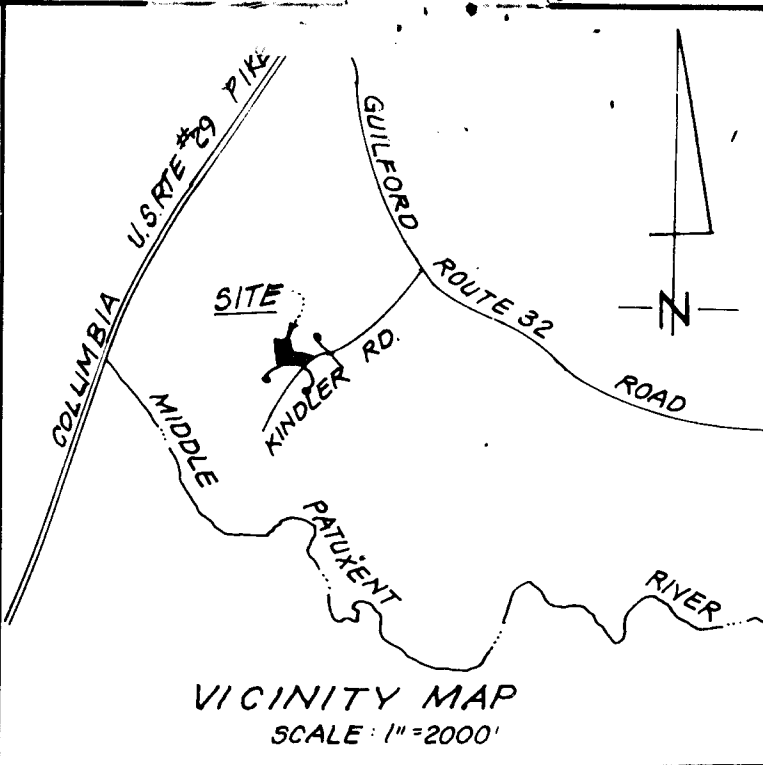 COLUMBIA U.S. RTE #29 PIKE
GUILFORD
ROUTE 32
ROAD
SITE
KINDLER RD.
N
MIDDLE
PATUXENT
RIVER
VICINITY MAP
SCALE : 1" = 2000'